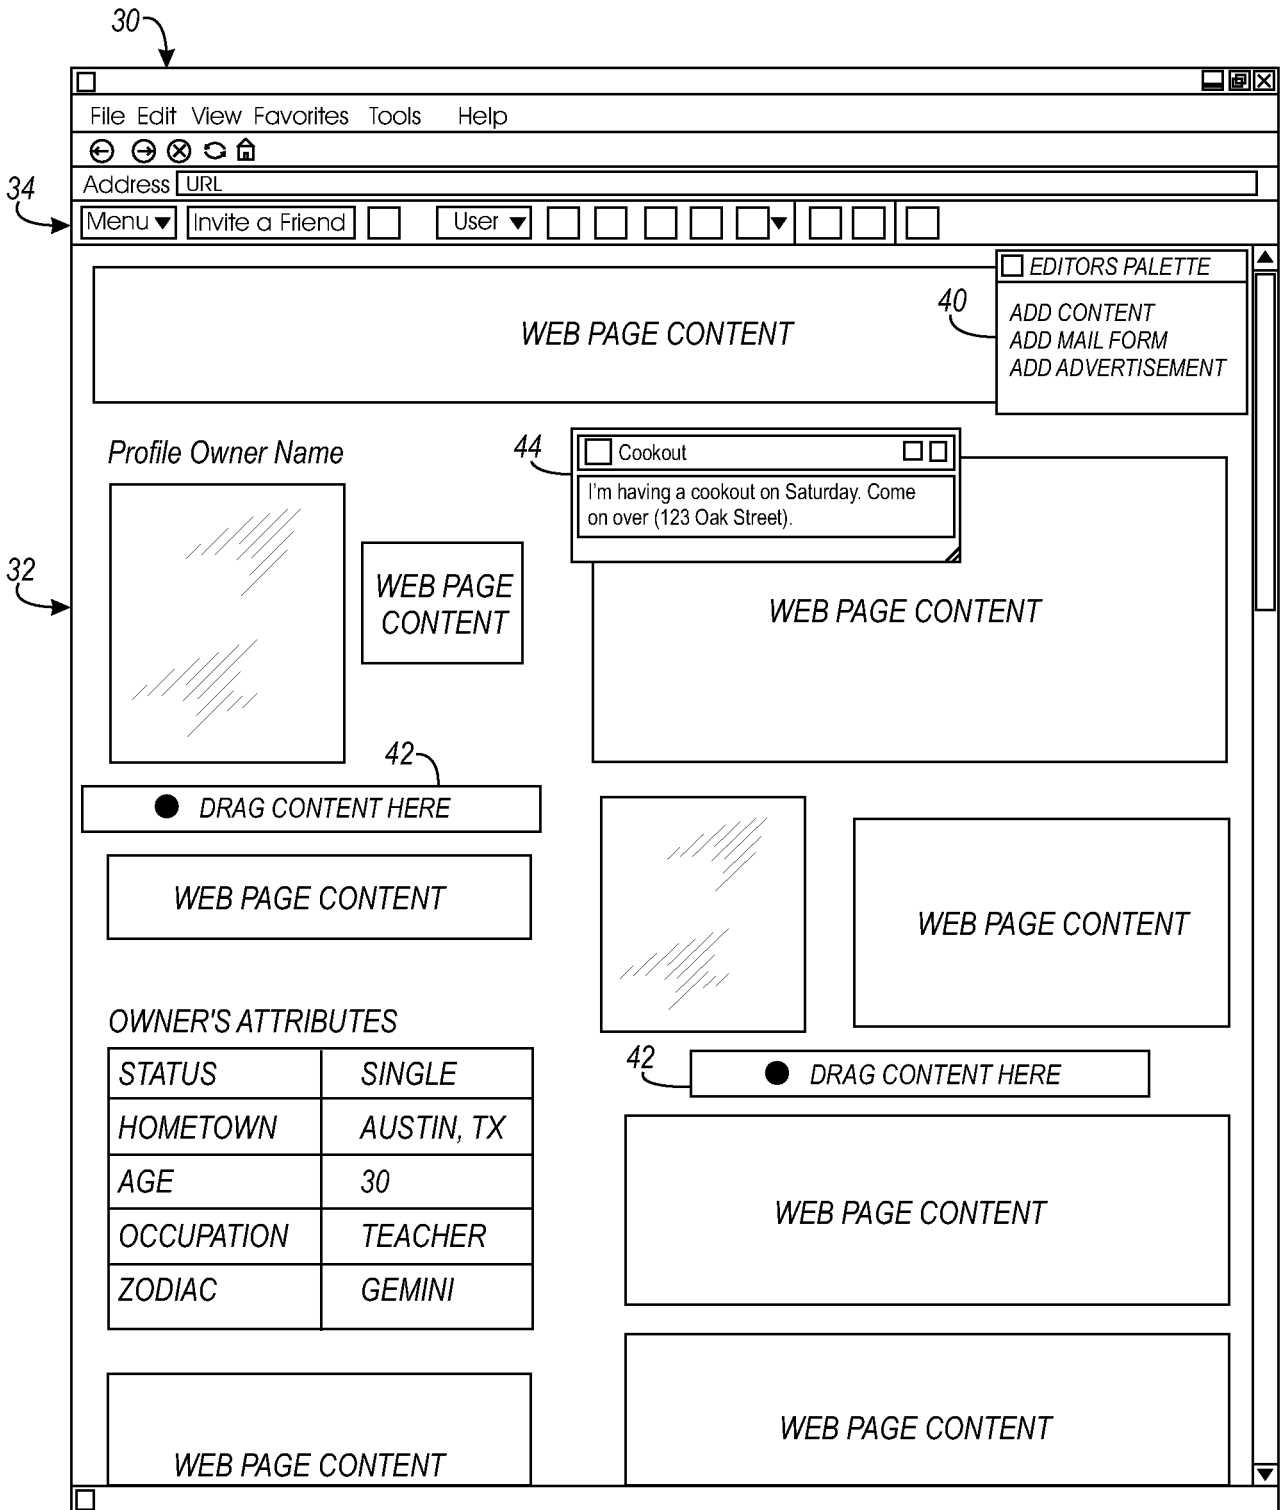 30
File Edit View Favorites Tools Help
Address URL
34
Menu Invite a Friend User
EDITORS PALETTE
40
ADD CONTENT
ADD MAIL FORM
ADD ADVERTISEMENT
WEB PAGE CONTENT
Profile Owner Name
44
Cookout
I'm having a cookout on Saturday. Come
on over (123 Oak Street).
32
WEB PAGE
CONTENT
WEB PAGE CONTENT
42
DRAG CONTENT HERE
WEB PAGE CONTENT
WEB PAGE CONTENT
OWNER'S ATTRIBUTES
STATUS SINGLE
HOMETOWN AUSTIN, TX
AGE 30
OCCUPATION TEACHER
ZODIAC GEMINI
42
DRAG CONTENT HERE
WEB PAGE CONTENT
WEB PAGE CONTENT
WEB PAGE CONTENT